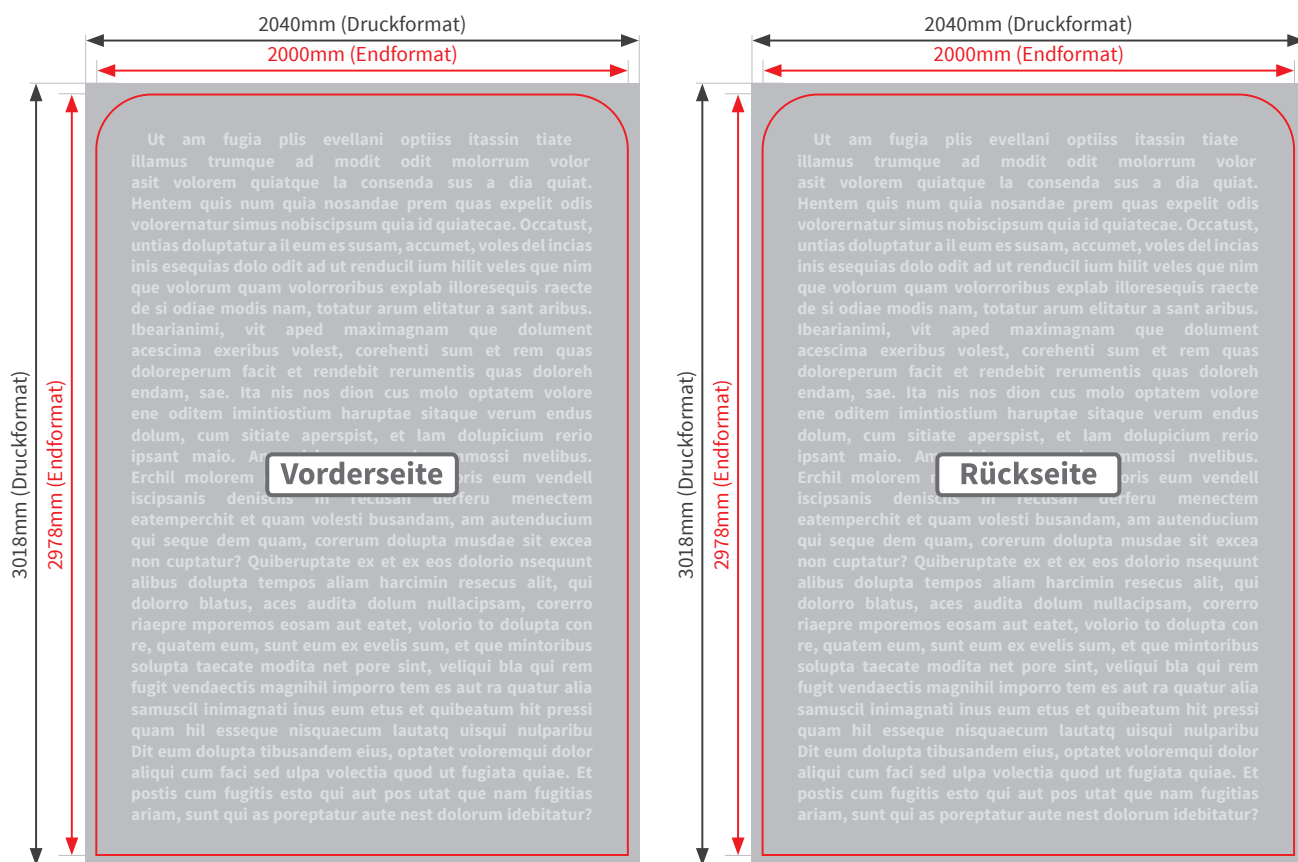 2040mm (Druckformat)
2000mm (Endformat)
3018mm (Druckformat)
2978mm (Endformat)
Ut am fugia plis evellani optiiss itassin tiate
illamus trumque ad modit odit molorrum volor
asit volorem quiatque la consenda sus a dia quiat.
Hentem quis num quia nosandae prem quas expelit odis
volorernatur simus nobiscipsum quia id quiatecae. Occatust,
untias doluptatur a il eum es susam, accumet, voles del incias
inis esequias dolo odit ad ut renducil ium hilit veles que nim
que volorum quam volorroribus explab illoresequis raecte
de si odiae modis nam, totatur arum elitatur a sant aribus.
Ibearianimi, vit aped maximagnam que dolument
acescima exeribus volest, corehenti sum et rem quas
doloreperum facit et rendebit rerumentis quas doloreh
endam, sae. Ita nis nos dion cus molo optatem volore
ene oditem imintiostium haruptae sitaque verum endus
dolum, cum sitiate aperspist, et lam dolupicium rerio
ipsant maio. nvelibus.
Erchil molorem eum vendell
iscipsanis in recusan derferu menectem
eatemperchit et quam volesti busandam, am autenducium
qui seque dem quam, corerum dolupta musdae sit excea
non cuptatur? Quiberuptate ex et ex eos dolorio nsequunt
alibus dolupta tempos aliam harcimin resecus alit, qui
dolorro blatus, aces audita dolum nullacipsam, corerro
riaepre mporemos eosam aut eatet, volorio to dolupta con
re, quatem eum, sunt eum ex evelis sum, et que mintoribus
solupta taecate modita net pore sint, veliqui bla qui rem
fugit vendaectis magnihil imporro tem es aut ra quatur alia
samuscil inimagnati inus eum etus et quibeatum hit pressi
quam hil esseque nisquaecum lautatq uisqui nulparibu
Dit eum dolupta tibusandem eius, optatet voloremqui dolor
aliqui cum faci sed ulpa volectia quod ut fugiata quiae. Et
postis cum fugitis esto qui aut pos utat que nam fugitias
ariam, sunt qui as poreptatur aute nest dolorum idebitatur?
Vorderseite
2040mm (Druckformat)
2000mm (Endformat)
3018mm (Druckformat)
2978mm (Endformat)
Ut am fugia plis evellani optiiss itassin tiate
illamus trumque ad modit odit molorrum volor
asit volorem quiatque la consenda sus a dia quiat.
Hentem quis num quia nosandae prem quas expelit odis
volorernatur simus nobiscipsum quia id quiatecae. Occatust,
untias doluptatur a il eum es susam, accumet, voles del incias
inis esequias dolo odit ad ut renducil ium hilit veles que nim
que volorum quam volorroribus explab illoresequis raecte
de si odiae modis nam, totatur arum elitatur a sant aribus.
Ibearianimi, vit aped maximagnam que dolument
acescima exeribus volest, corehenti sum et rem quas
doloreperum facit et rendebit rerumentis quas doloreh
endam, sae. Ita nis nos dion cus molo optatem volore
ene oditem imintiostium haruptae sitaque verum endus
dolum, cum sitiate aperspist, et lam dolupicium rerio
ipsant maio. nvelibus.
Erchil molorem eum vendell
iscipsanis in recusan derferu menectem
eatemperchit et quam volesti busandam, am autenducium
qui seque dem quam, corerum dolupta musdae sit excea
non cuptatur? Quiberuptate ex et ex eos dolorio nsequunt
alibus dolupta tempos aliam harcimin resecus alit, qui
dolorro blatus, aces audita dolum nullacipsam, corerro
riaepre mporemos eosam aut eatet, volorio to dolupta con
re, quatem eum, sunt eum ex evelis sum, et que mintoribus
solupta taecate modita net pore sint, veliqui bla qui rem
fugit vendaectis magnihil imporro tem es aut ra quatur alia
samuscil inimagnati inus eum etus et quibeatum hit pressi
quam hil esseque nisquaecum lautatq uisqui nulparibu
Dit eum dolupta tibusandem eius, optatet voloremqui dolor
aliqui cum faci sed ulpa volectia quod ut fugiata quiae. Et
postis cum fugitis esto qui aut pos utat que nam fugitias
ariam, sunt qui as poreptatur aute nest dolorum idebitatur?
Rückseite